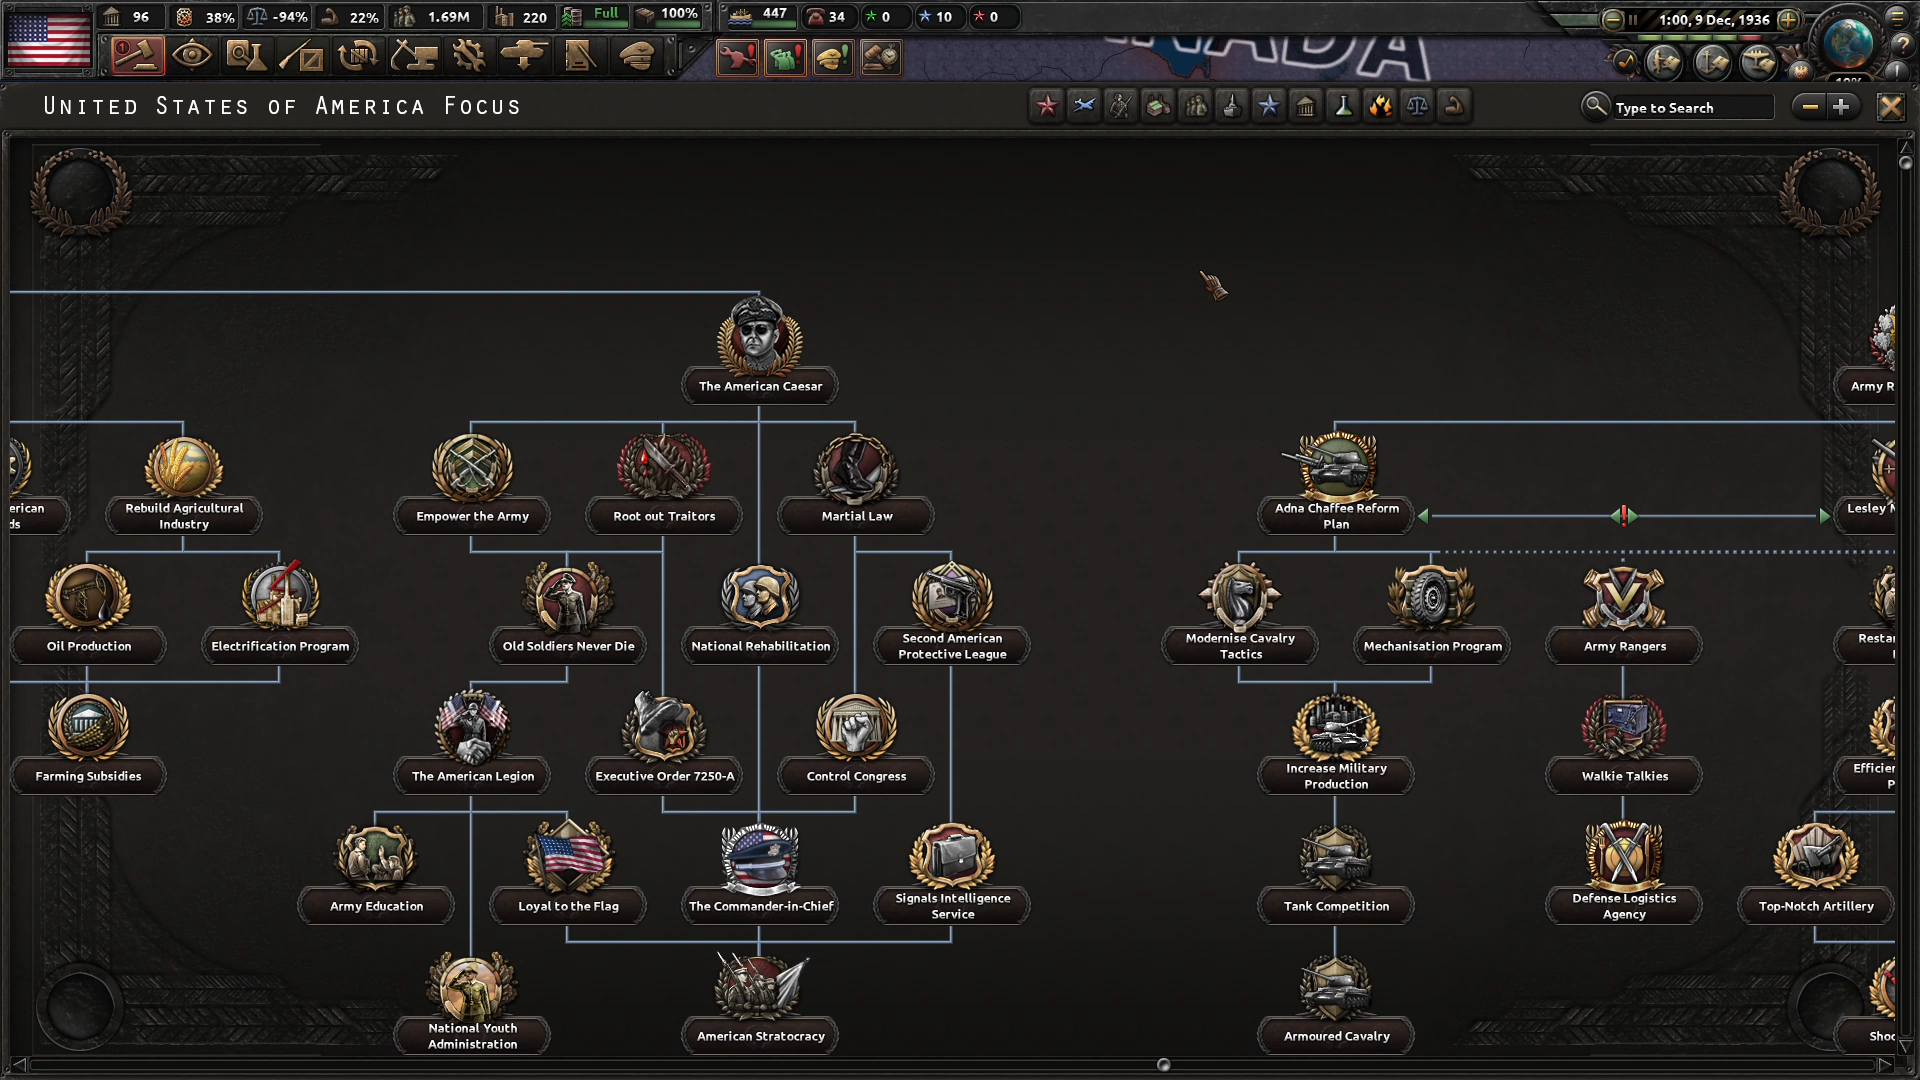 96
38%
-94%
22%
1.69M
220
Full
100%
447
34
0
10
0
1:00, 9 Dec, 1936
UNITED STATES OF AMERICA FOCUS
Type to Search
The American Caesar
Army R
Rebuild Agricultural
Industry
Empower the Army
Root out Traitors
Martial Law
Adna Chaffee Reform
Plan
Oil Production
Electrification Program
Old Soldiers Never Die
National Rehabilitation
Second American
Protective League
Modernise Cavalry
Tactics
Mechanisation Program
Army Rangers
Farming Subsidies
The American Legion
Executive Order 7250-A
Control Congress
Increase Military
Production
Walkie Talkies
Army Education
Loyal to the Flag
The Commander-in-Chief
Signals Intelligence
Service
Tank Competition
Defense Logistics
Agency
Top-Notch Artillery
National Youth
Administration
American Stratocracy
Armoured Cavalry